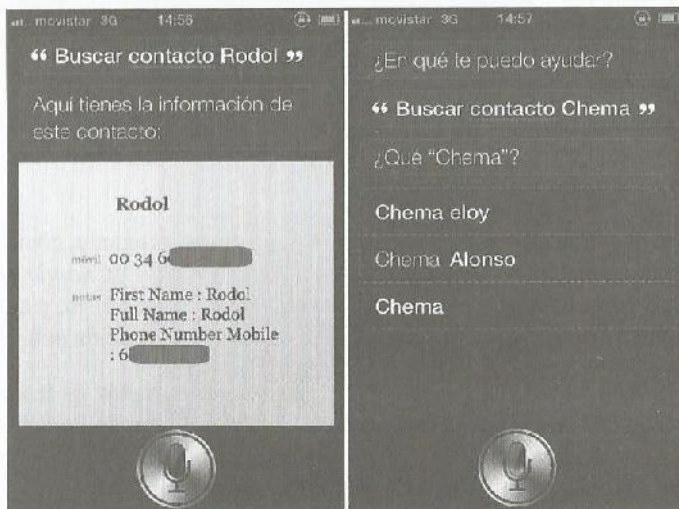 movistar 3G 14:56
“ Buscar contacto Rodol ”
Aquí tienes la información de
este contacto:
Rodol
móvil 00 34 6
notas First Name : Rodol
Full Name : Rodol
Phone Number Mobile
: 6
movistar 3G 14:57
¿En qué te puedo ayudar?
“ Buscar contacto Chema ”
¿Qué “Chema”?
Chema eloy
Chema Alonso
Chema